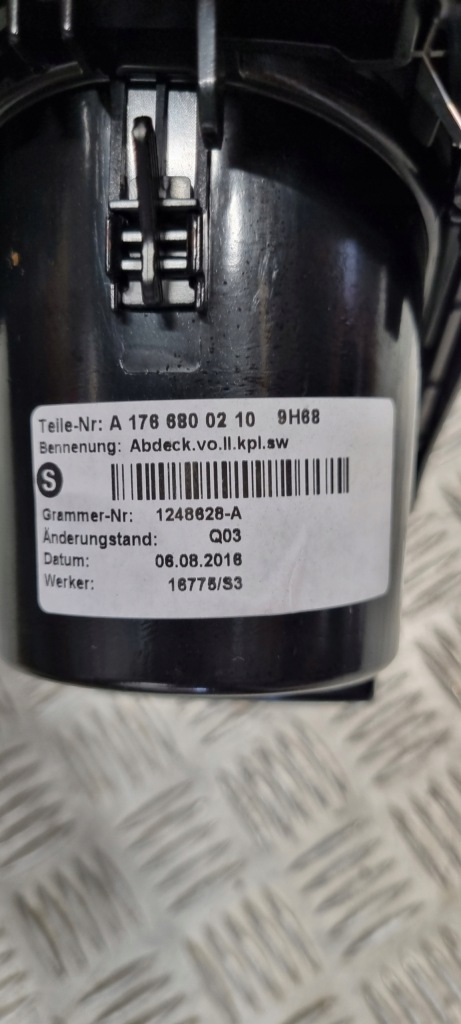 Teile-Nr: A 176 680 02 10 9H68
Bennenung: Abdeck.vo.ll.kpl.sw
S
Grammer-Nr: 1248628-A
Änderungstand: Q03
Datum: 06.08.2016
Werker: 16775/S3